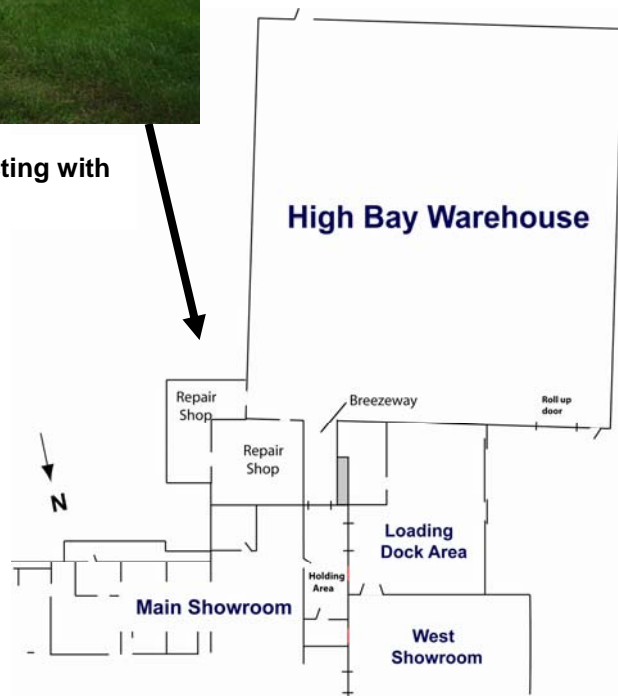 ting with
High Bay Warehouse
Repair
Shop
Breezeway
Roll up
door
Repair
Shop
N
Loading
Dock Area
Holding
Area
Main Showroom
West
Showroom